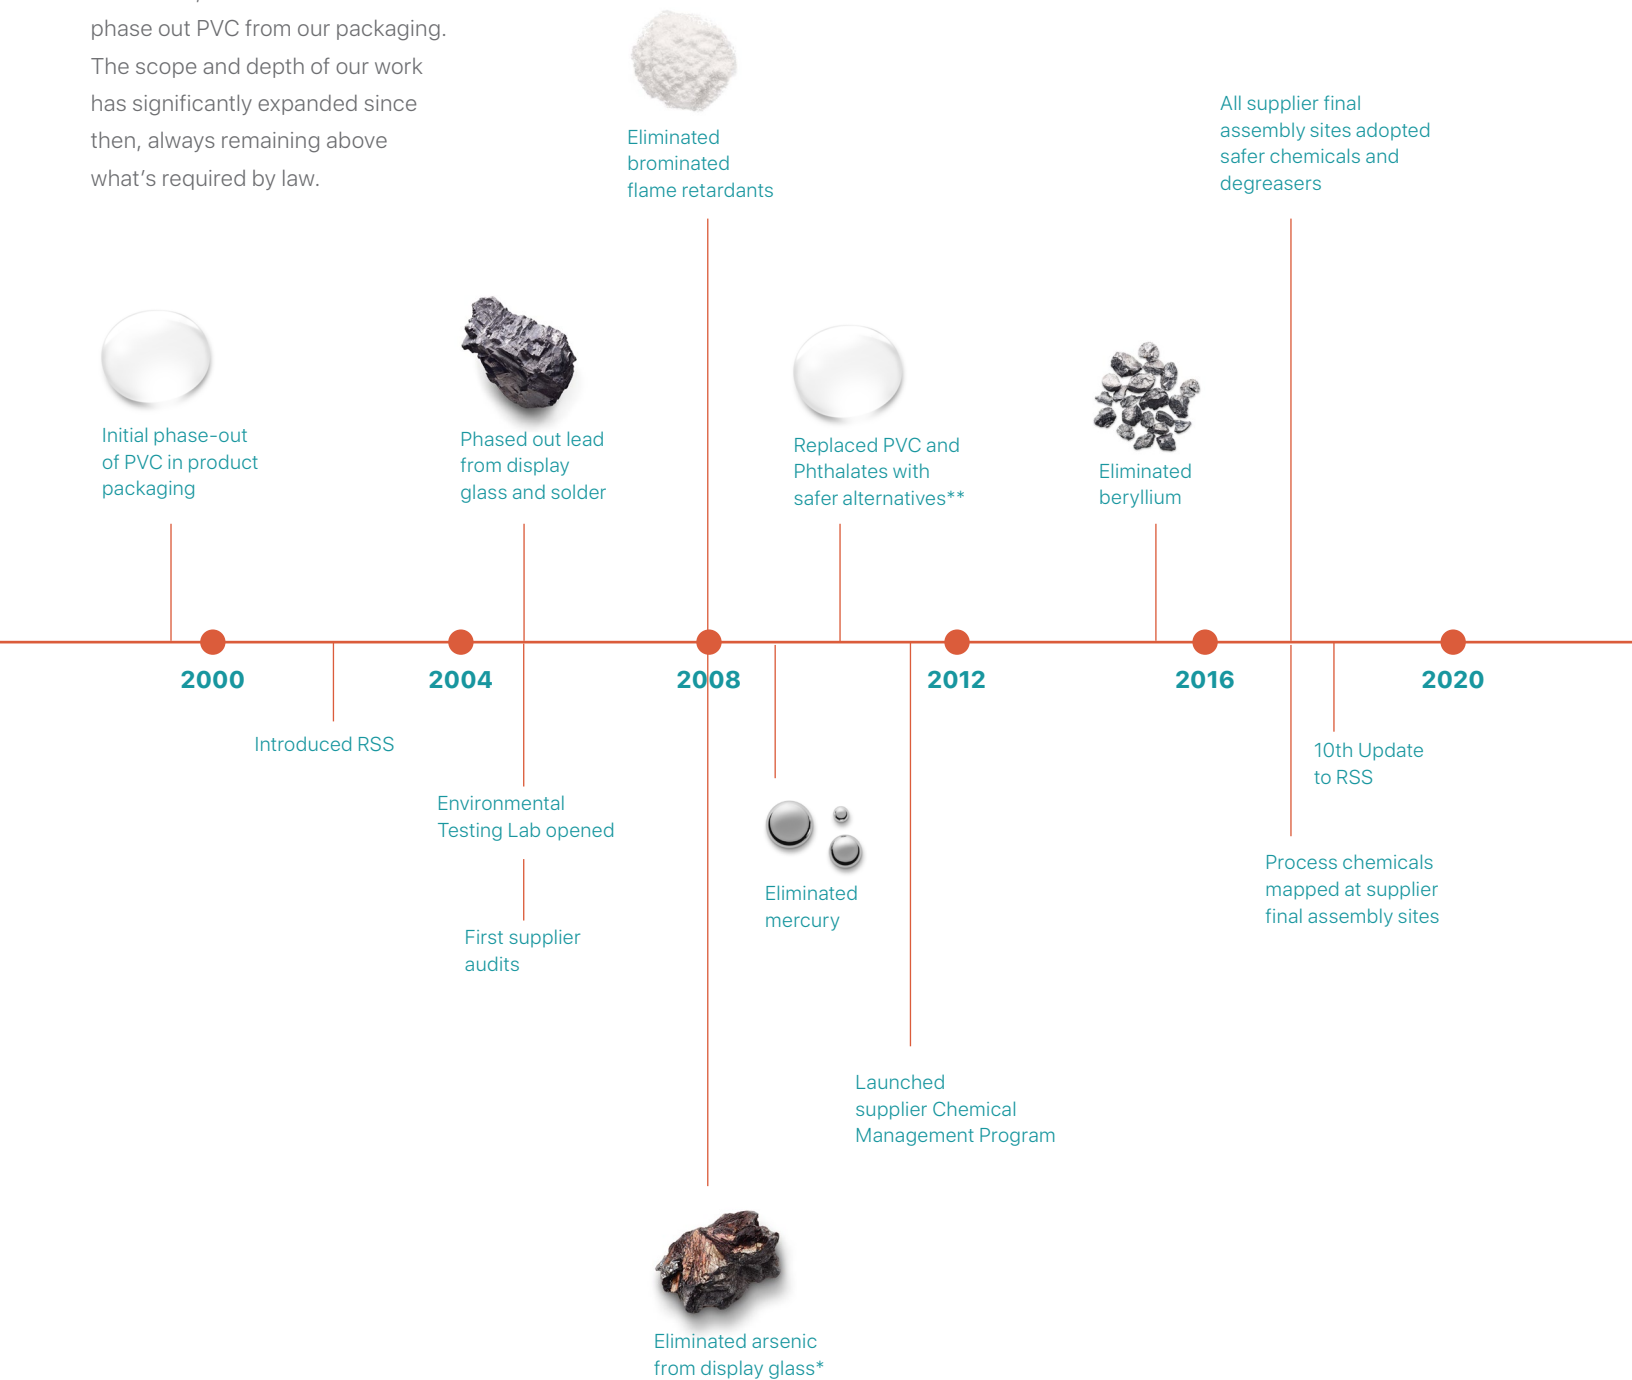 phase out PVC from our packaging.
The scope and depth of our work
has significantly expanded since
then, always remaining above
what's required by law.
Eliminated
brominated
flame retardants
All supplier final
assembly sites adopted
safer chemicals and
degreasers
Initial phase-out
of PVC in product
packaging
Phased out lead
from display
glass and solder
Replaced PVC and
Phthalates with
safer alternatives**
Eliminated
beryllium
2000
2004
2008
2012
2016
2020
Introduced RSS
10th Update
to RSS
Environmental
Testing Lab opened
First supplier
audits
Eliminated
mercury
Process chemicals
mapped at supplier
final assembly sites
Launched
supplier Chemical
Management Program
Eliminated arsenic
from display glass*